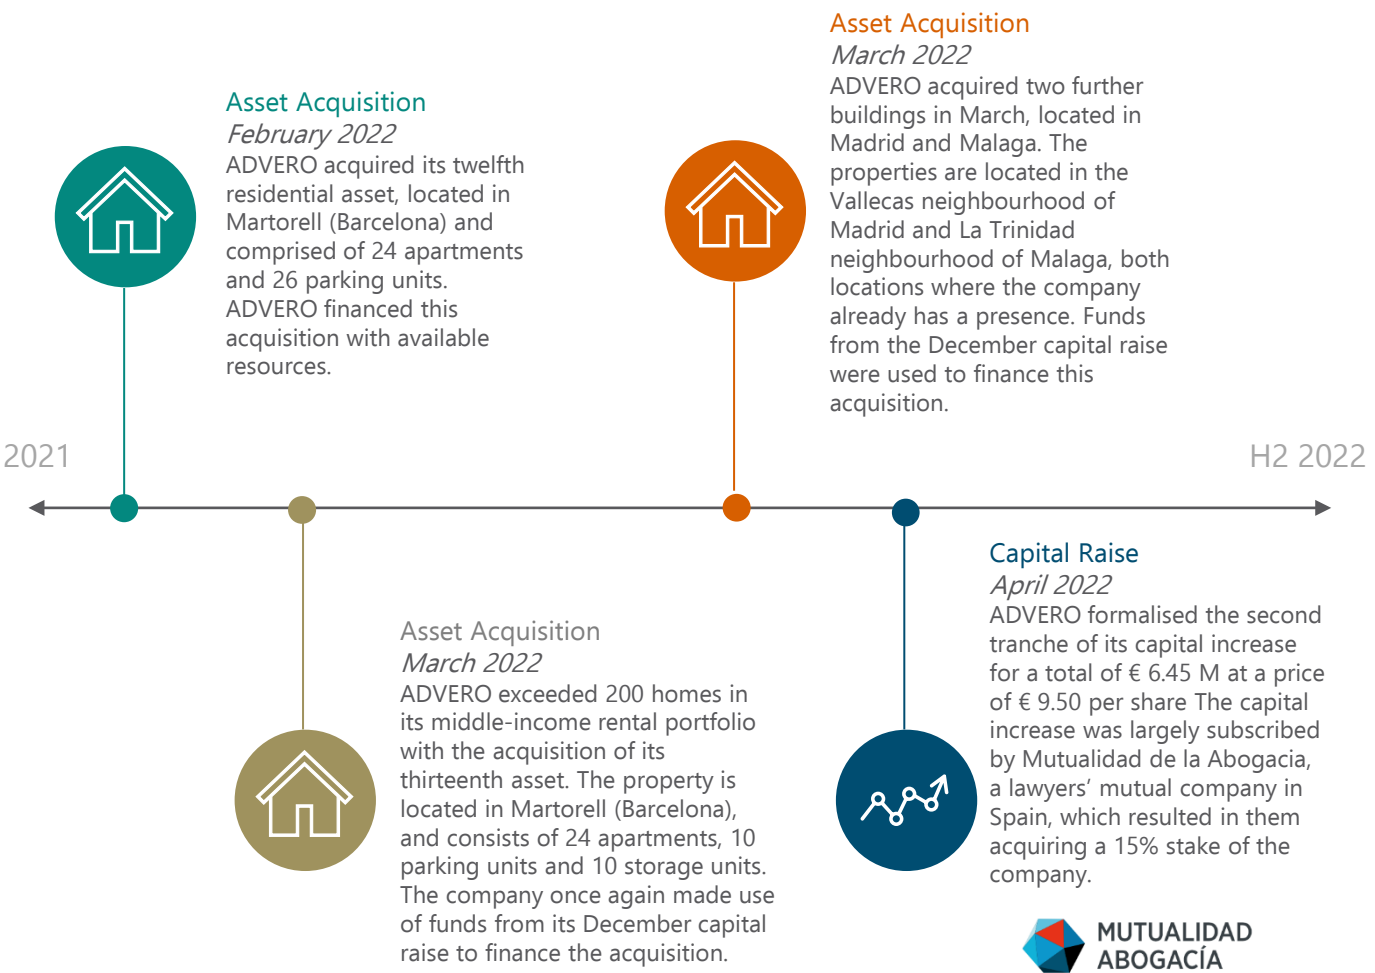 Asset Acquisition
February 2022
ADVERO acquired its twelfth
residential asset, located in
Martorell (Barcelona) and
comprised of 24 apartments
and 26 parking units.
ADVERO financed this
acquisition with available
resources.
Asset Acquisition
March 2022
ADVERO acquired two further
buildings in March, located in
Madrid and Malaga. The
properties are located in the
Vallecas neighbourhood of
Madrid and La Trinidad
neighbourhood of Malaga, both
locations where the company
already has a presence. Funds
from the December capital raise
were used to finance this
acquisition.
2021
H2 2022
Asset Acquisition
March 2022
ADVERO exceeded 200 homes in
its middle-income rental portfolio
with the acquisition of its
thirteenth asset. The property is
located in Martorell (Barcelona),
and consists of 24 apartments, 10
parking units and 10 storage units.
The company once again made use
of funds from its December capital
raise to finance the acquisition.
Capital Raise
April 2022
ADVERO formalised the second
tranche of its capital increase
for a total of € 6.45 M at a price
of € 9.50 per share The capital
increase was largely subscribed
by Mutualidad de la Abogacia,
a lawyers’ mutual company in
Spain, which resulted in them
acquiring a 15% stake of the
company.
MUTUALIDAD
ABOGACÍA